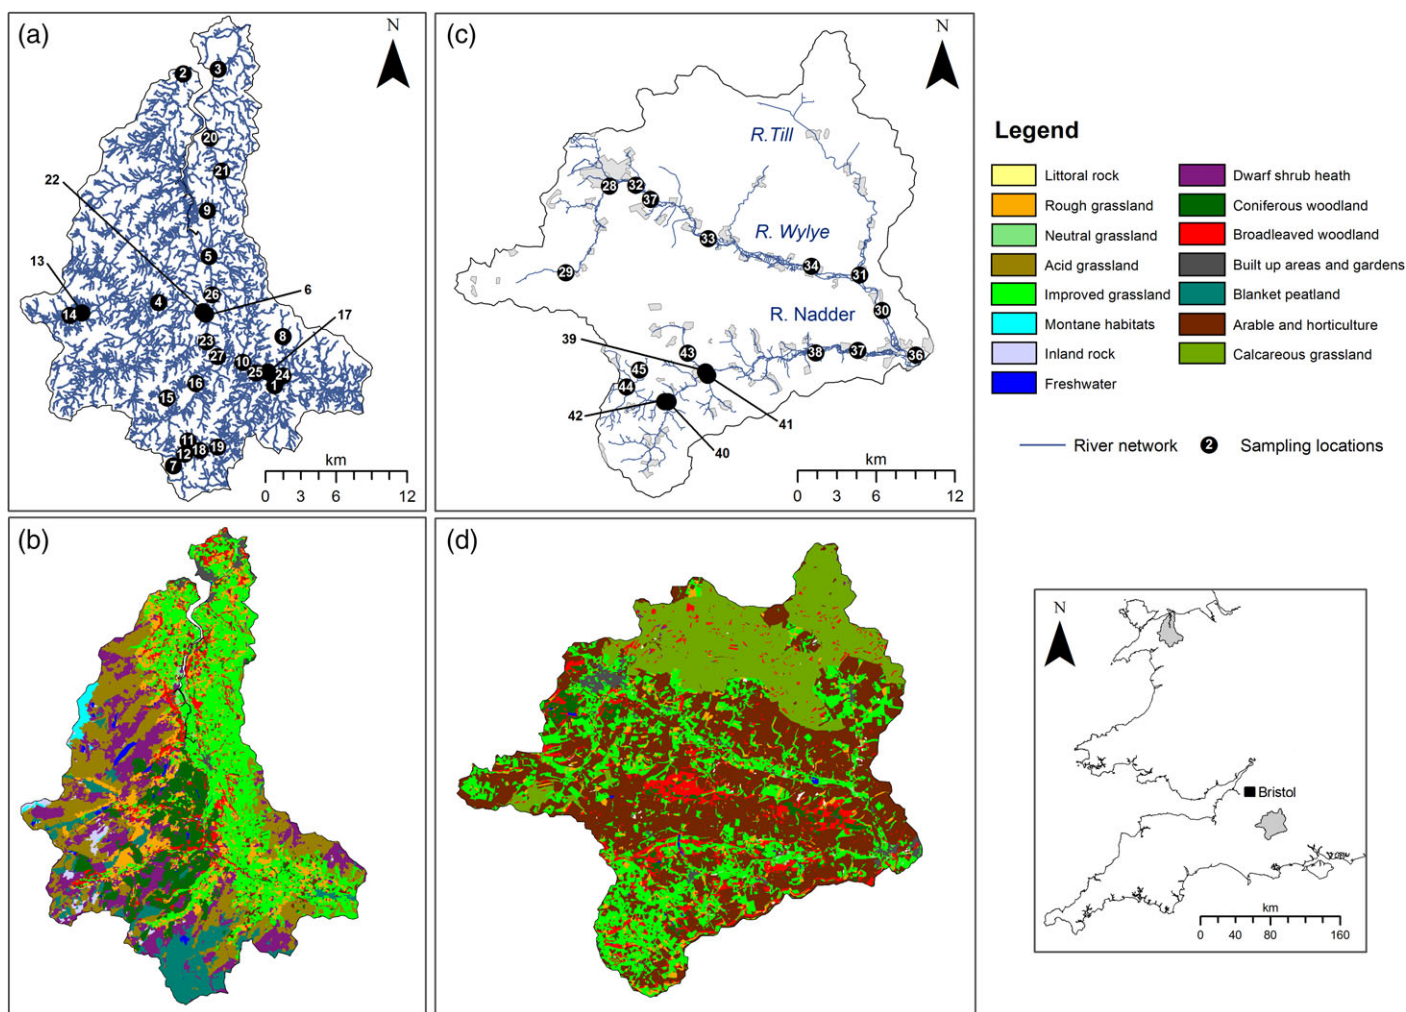 (a)
N
2
3
20
21
22
9
5
13
26
6
4
14
17
8
23
27
10
25
24
1
16
15
11
18
19
12
7
km
0 3 6 12
(c)
N
R.Till
28
32
37
33
R. Wylye
34
31
29
30
R. Nadder
39
43
38
37
36
45
44
42
41
40
km
0 3 6 12
Legend
Littoral rock
Dwarf shrub heath
Rough grassland
Coniferous woodland
Neutral grassland
Broadleaved woodland
Acid grassland
Built up areas and gardens
Improved grassland
Blanket peatland
Montane habitats
Arable and horticulture
Inland rock
Calcareous grassland
Freshwater
River network
2 Sampling locations
(b)
(d)
N
Bristol
km
0 40 80 160